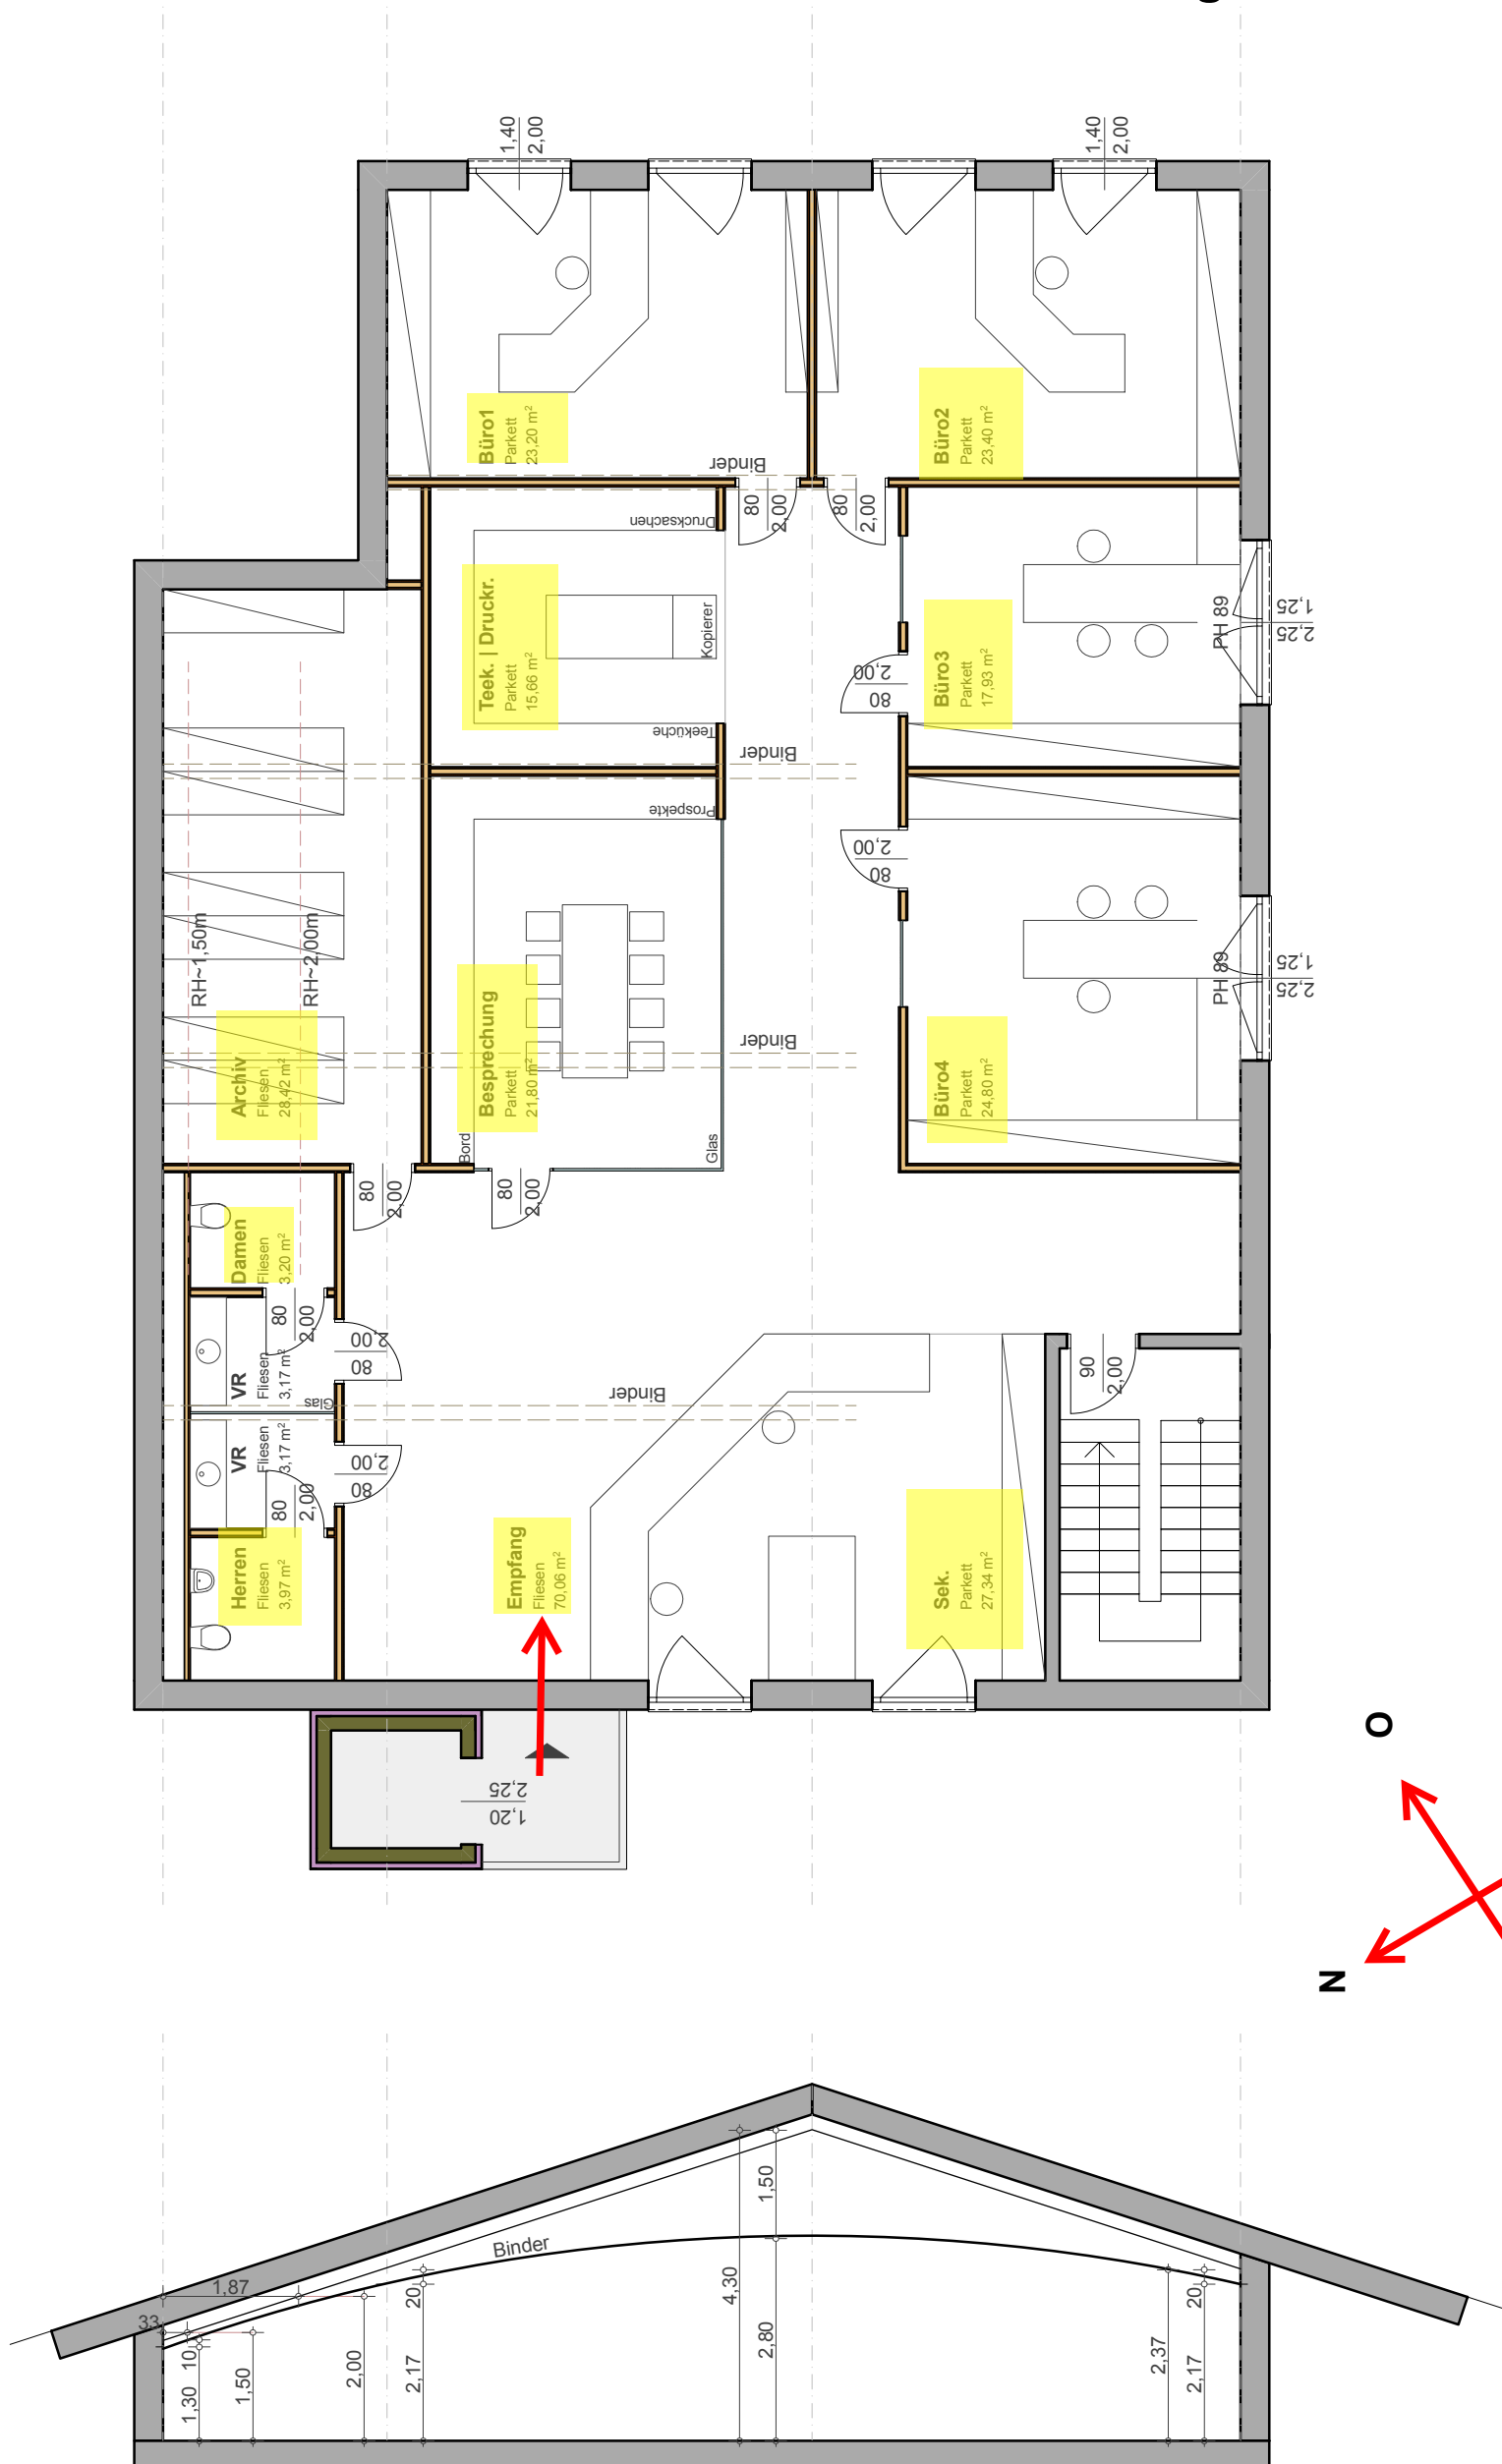 1,40
2,00
1,40
2,00
Büro1
Parkett
23,20 m²
Büro2
Parkett
23,40 m²
Binder
80
2,00
80
2,00
Drucksachen
Teek. | Druckr.
Parkett
15,66 m²
Kopierer
Teeküche
Büro3
Parkett
17,93 m²
80
2,00
PH 89
1,25
2,25
Binder
Prospekte
80
2,00
RH~1,50m
RH~2,00m
Archiv
Fliesen
28,42 m²
Besprechung
Parkett
21,80 m²
Binder
Büro4
Parkett
24,80 m²
PH 89
1,25
2,25
Bord
Glas
80
2,00
80
2,00
Damen
Fliesen
3,20 m²
80
2,00
VR
Fliesen
3,17 m²
80
2,00
Glas
Binder
90
2,00
VR
Fliesen
3,17 m²
80
2,00
80
2,00
Herren
Fliesen
3,97 m²
Empfang
Fliesen
70,06 m²
Sek.
Parkett
27,34 m²
1,20
2,25
O
N
Binder
1,87
33
10
1,30
1,50
2,00
20
2,17
4,30
1,50
2,80
2,37
20
2,17